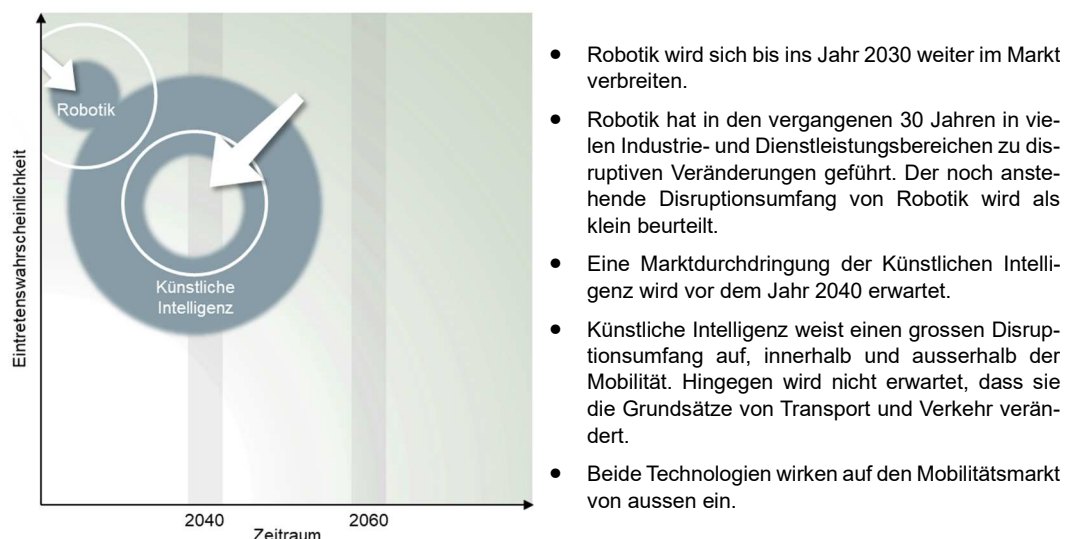 Robotik
Künstliche
Intelligenz
Eintretenswahrscheinlichkeit
2040
2060
Zeitraum
• Robotik wird sich bis ins Jahr 2030 weiter im Markt
verbreiten.
• Robotik hat in den vergangenen 30 Jahren in vie-
len Industrie- und Dienstleistungsbereichen zu dis-
ruptiven Veränderungen geführt. Der noch anste-
hende Disruptionsumfang von Robotik wird als
klein beurteilt.
• Eine Marktdurchdringung der Künstlichen Intelli-
genz wird vor dem Jahr 2040 erwartet.
• Künstliche Intelligenz weist einen grossen Disrup-
tionsumfang auf, innerhalb und ausserhalb der
Mobilität. Hingegen wird nicht erwartet, dass sie
die Grundsätze von Transport und Verkehr verän-
dert.
• Beide Technologien wirken auf den Mobilitätsmarkt
von aussen ein.